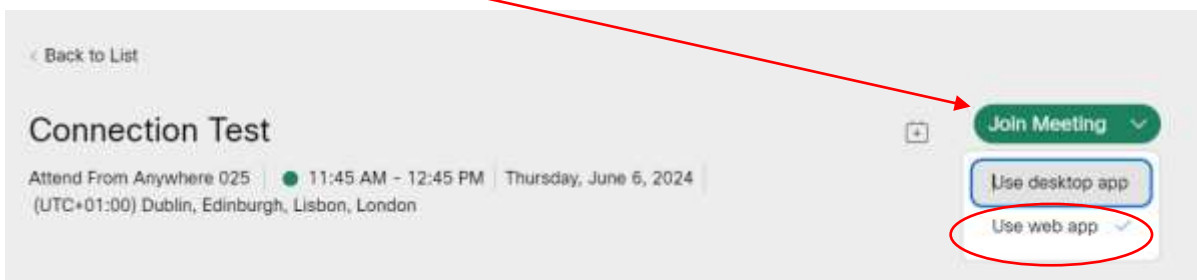 ‹ Back to List
Connection Test
Join Meeting
Attend From Anywhere 025 11:45 AM - 12:45 PM Thursday, June 6, 2024
Use desktop app
(UTC+01:00) Dublin, Edinburgh, Lisbon, London
Use web app